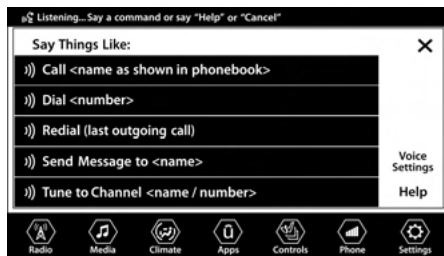 Listening...Say a command or say "Help" or "Cancel"
Say Things Like:
Call <name as shown in phonebook>
Dial <number>
Redial (last outgoing call)
Send Message to <name>
Tune to Channel <name / number>
Voice
Settings
Help
Radio Media Climate Apps Controls Phone Settings